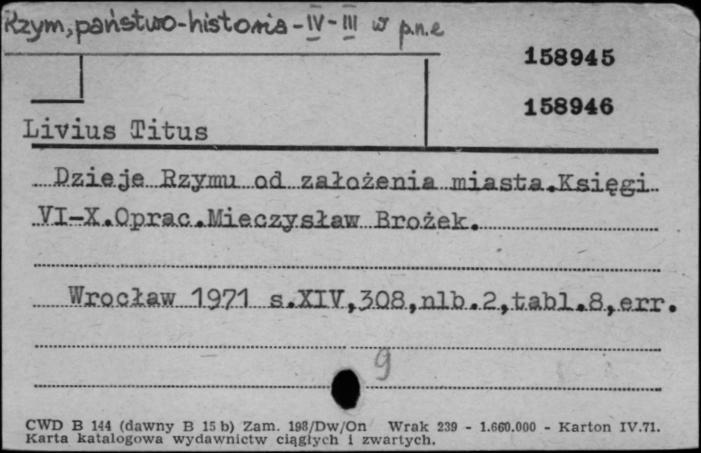 Rzym, państwo-historia-IV-III w p.n.e
158945
158946
Livius Titus
Dzieje Rzymu od założenia miasta.Księgi
VI-X.Oprac.Mieczysław Brożek.
Wrocław 1971 s.XIV,308,nlb.2,tabl.8,err.
9
CWD B 144 (dawny B 15 b) Zam. 198/Dw/On Wrak 239 - 1.660.000 - Karton IV.71.
Karta katalogowa wydawnictw ciągłych i zwartych.